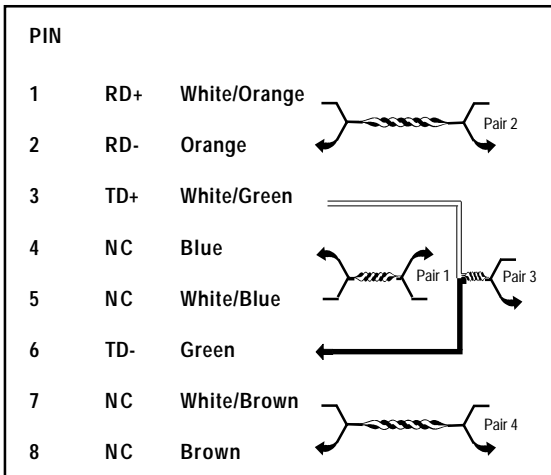 PIN
1 RD+ White/Orange
Pair 2
2 RD- Orange
3 TD+ White/Green
4 NC Blue
Pair 1 Pair 3
5 NC White/Blue
6 TD- Green
7 NC White/Brown
Pair 4
8 NC Brown